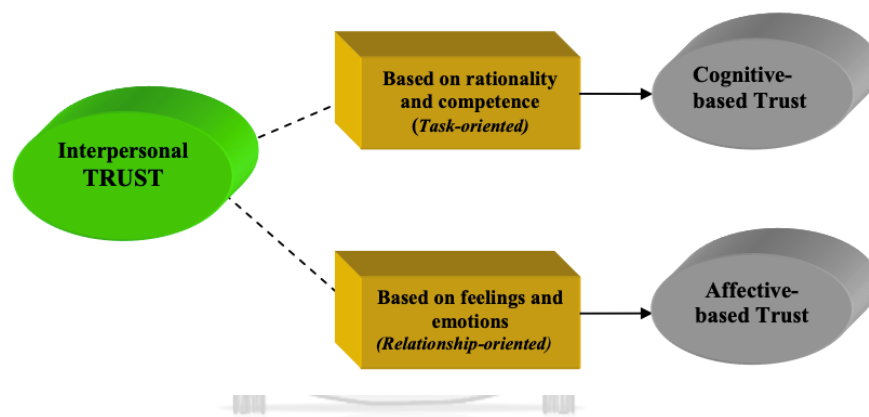 Interpersonal
TRUST
Based on rationality
and competence
(Task-oriented)
Cognitive-
based Trust
Based on feelings and
emotions
(Relationship-oriented)
Affective-
based Trust